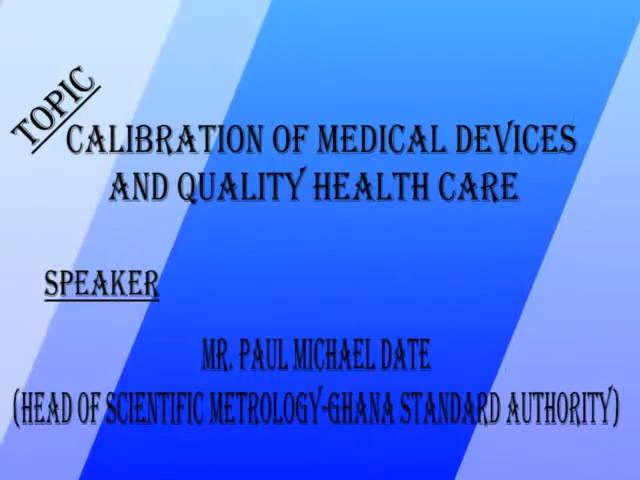 TOPIC
CALIBRATION OF MEDICAL DEVICES
AND QUALITY HEALTH CARE
SPEAKER
MR. PAUL MICHAEL DATE
(HEAD OF SCIENTIFIC METROLOGY-GHANA STANDARD AUTHORITY)